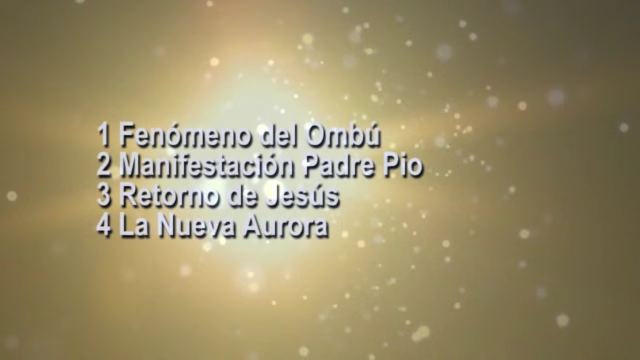 1 Fenómeno del Ombú
2 Manifestación Padre Pio
3 Retorno de Jesús
4 La Nueva Aurora